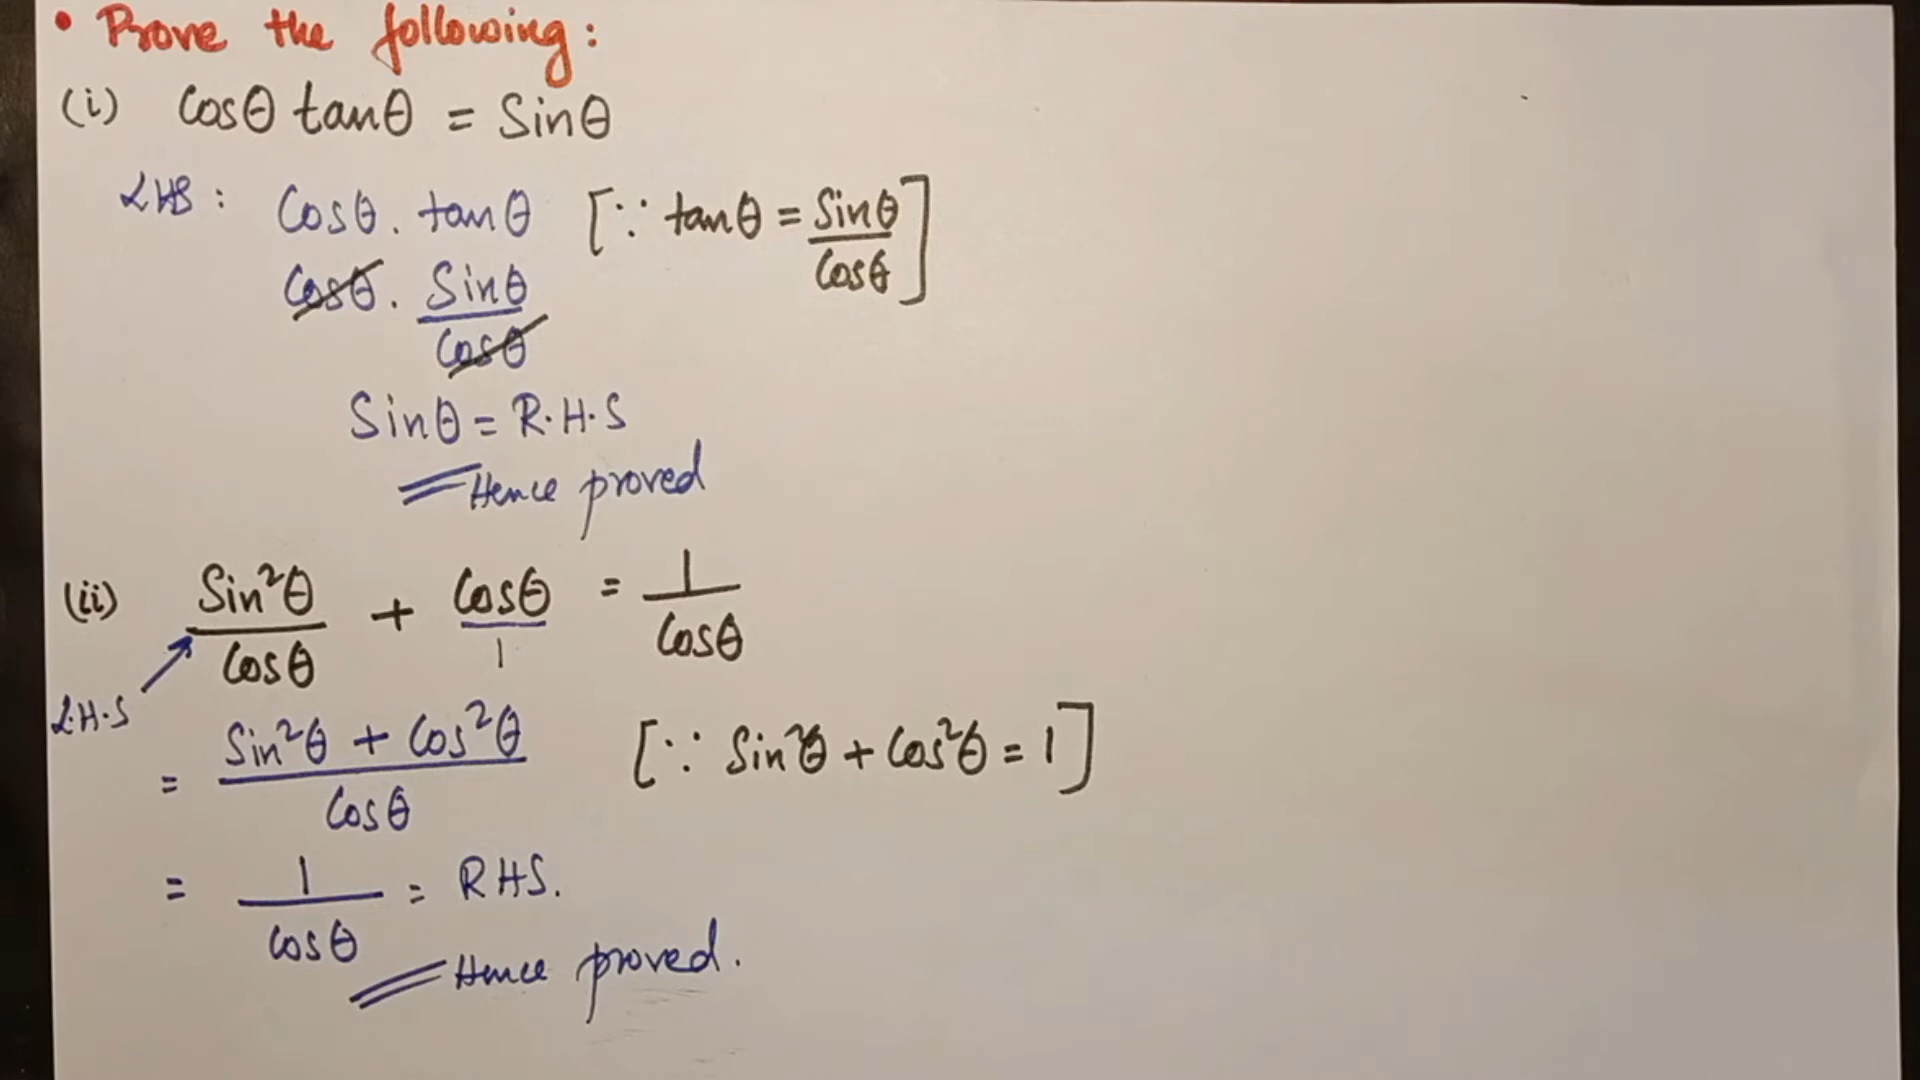 • Prove the following:
(i) Cosθ tanθ = Sinθ
LHS: Cosθ. tanθ [∵ tanθ = Sinθ/Cosθ]
Cosθ. Sinθ/Cosθ
Sinθ = R.H.S
Hence proved
(ii) Sin²θ/Cosθ + Cosθ/1 = 1/Cosθ
L.H.S
= Sin²θ + Cos²θ/Cosθ [∵ Sin²θ + Cos²θ = 1]
= 1/Cosθ = RHS.
Hence proved.